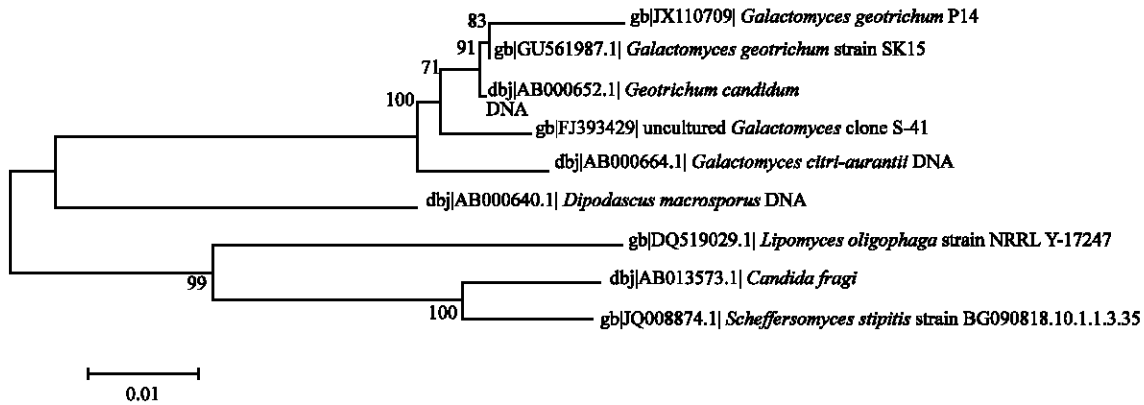 83
gb|JX110709| Galactomyces geotrichum P14
91
gb|GU561987.1| Galactomyces geotrichum strain SK15
71
dbj|AB000652.1| Geotrichum candidum
DNA
100
gb|FJ393429| uncultured Galactomyces clone S-41
dbj|AB000664.1| Galactomyces citri-aurantii DNA
dbj|AB000640.1| Dipodascus macrosporus DNA
gb|DQ519029.1| Lipomyces oligophaga strain NRRL Y-17247
99
dbj|AB013573.1| Candida fragi
100
gb|JQ008874.1| Scheffersomyces stipitis strain BG090818.10.1.1.3.35
0.01